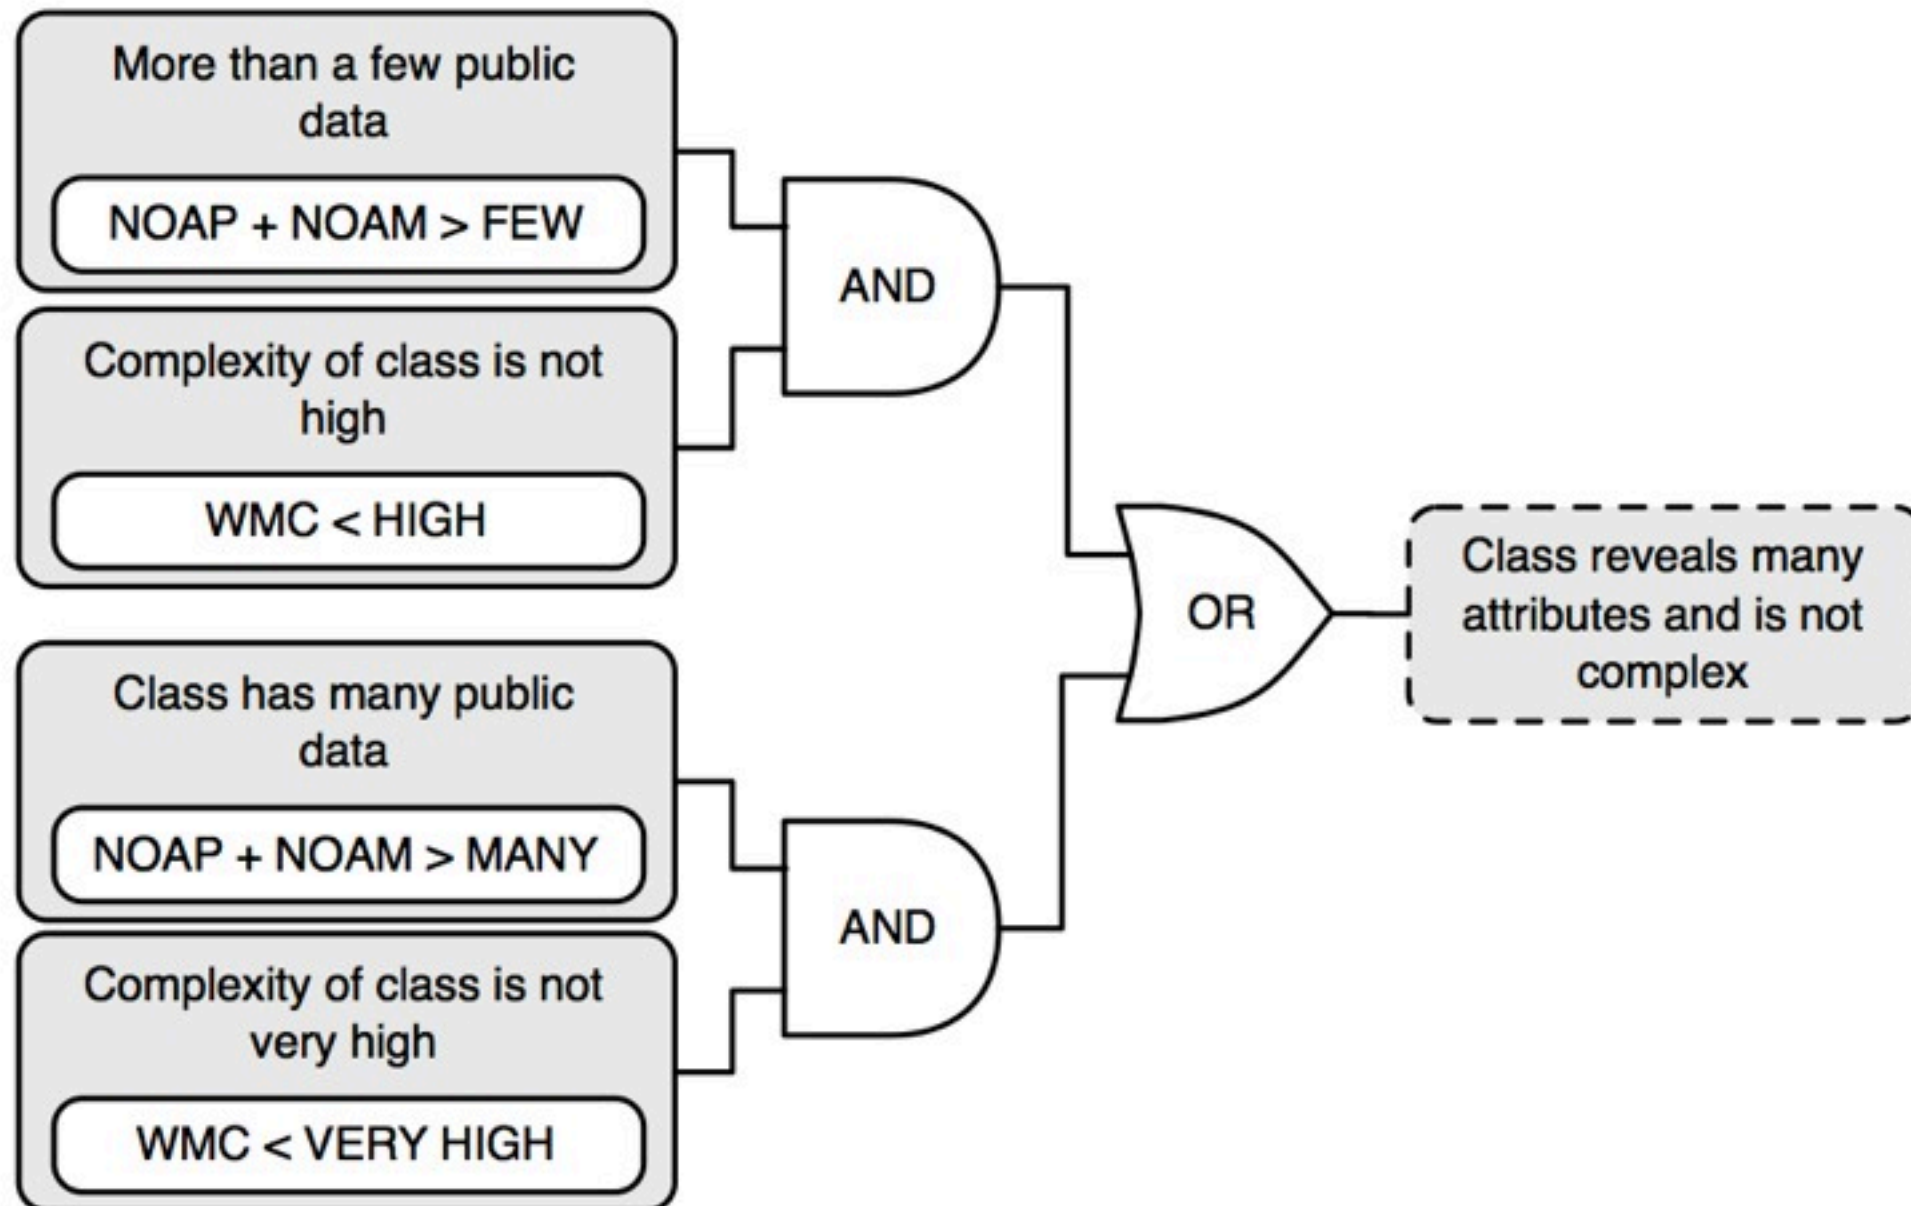 More than a few public
data
NOAP + NOAM > FEW
AND
Complexity of class is not
high
WMC < HIGH
OR
Class reveals many
attributes and is not
complex
Class has many public
data
NOAP + NOAM > MANY
AND
Complexity of class is not
very high
WMC < VERY HIGH